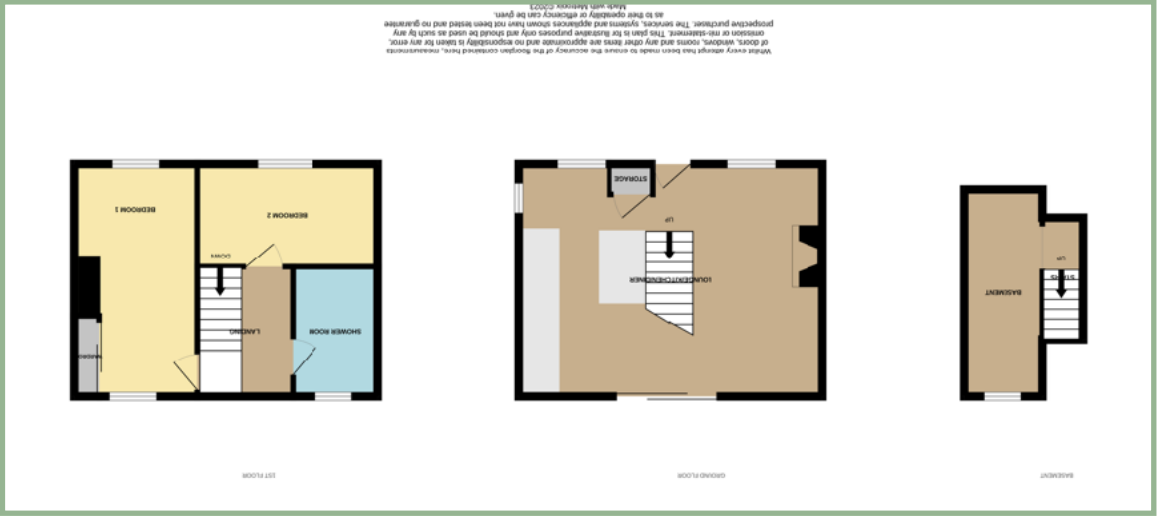 BASEMENT
GROUND FLOOR
1ST FLOOR
BASEMENT
STAIRS
UP
LOUNGE/KITCHEN/DINER
UP
STORAGE
SHOWER ROOM
LANDING
DOWN
BEDROOM 2
BEDROOM 1
Whilst every attempt has been made to ensure the accuracy of the floorplan contained here, measurements
of doors, windows, rooms and any other items are approximate and no responsibility is taken for any error,
omission or mis-statement. This plan is for illustrative purposes only and should be used as such by any
prospective purchaser. The services, systems and appliances shown have not been tested and no guarantee
as to their operability or efficiency can be given.
Made with Metropix ©2023